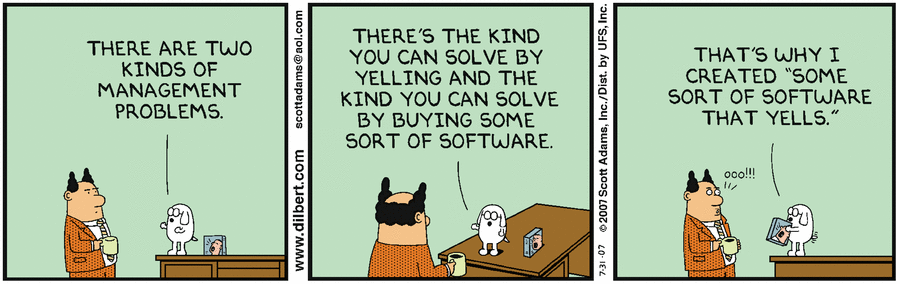 THERE ARE TWO
KINDS OF
MANAGEMENT
PROBLEMS.
www.dilbert.com
scottadams@aol.com
THERE'S THE KIND
YOU CAN SOLVE BY
YELLING AND THE
KIND YOU CAN SOLVE
BY BUYING SOME
SORT OF SOFTWARE.
7-31-07
© 2007 Scott Adams, Inc./Dist. by UFS, Inc.
THAT'S WHY I
CREATED "SOME
SORT OF SOFTWARE
THAT YELLS."
OOO!!!